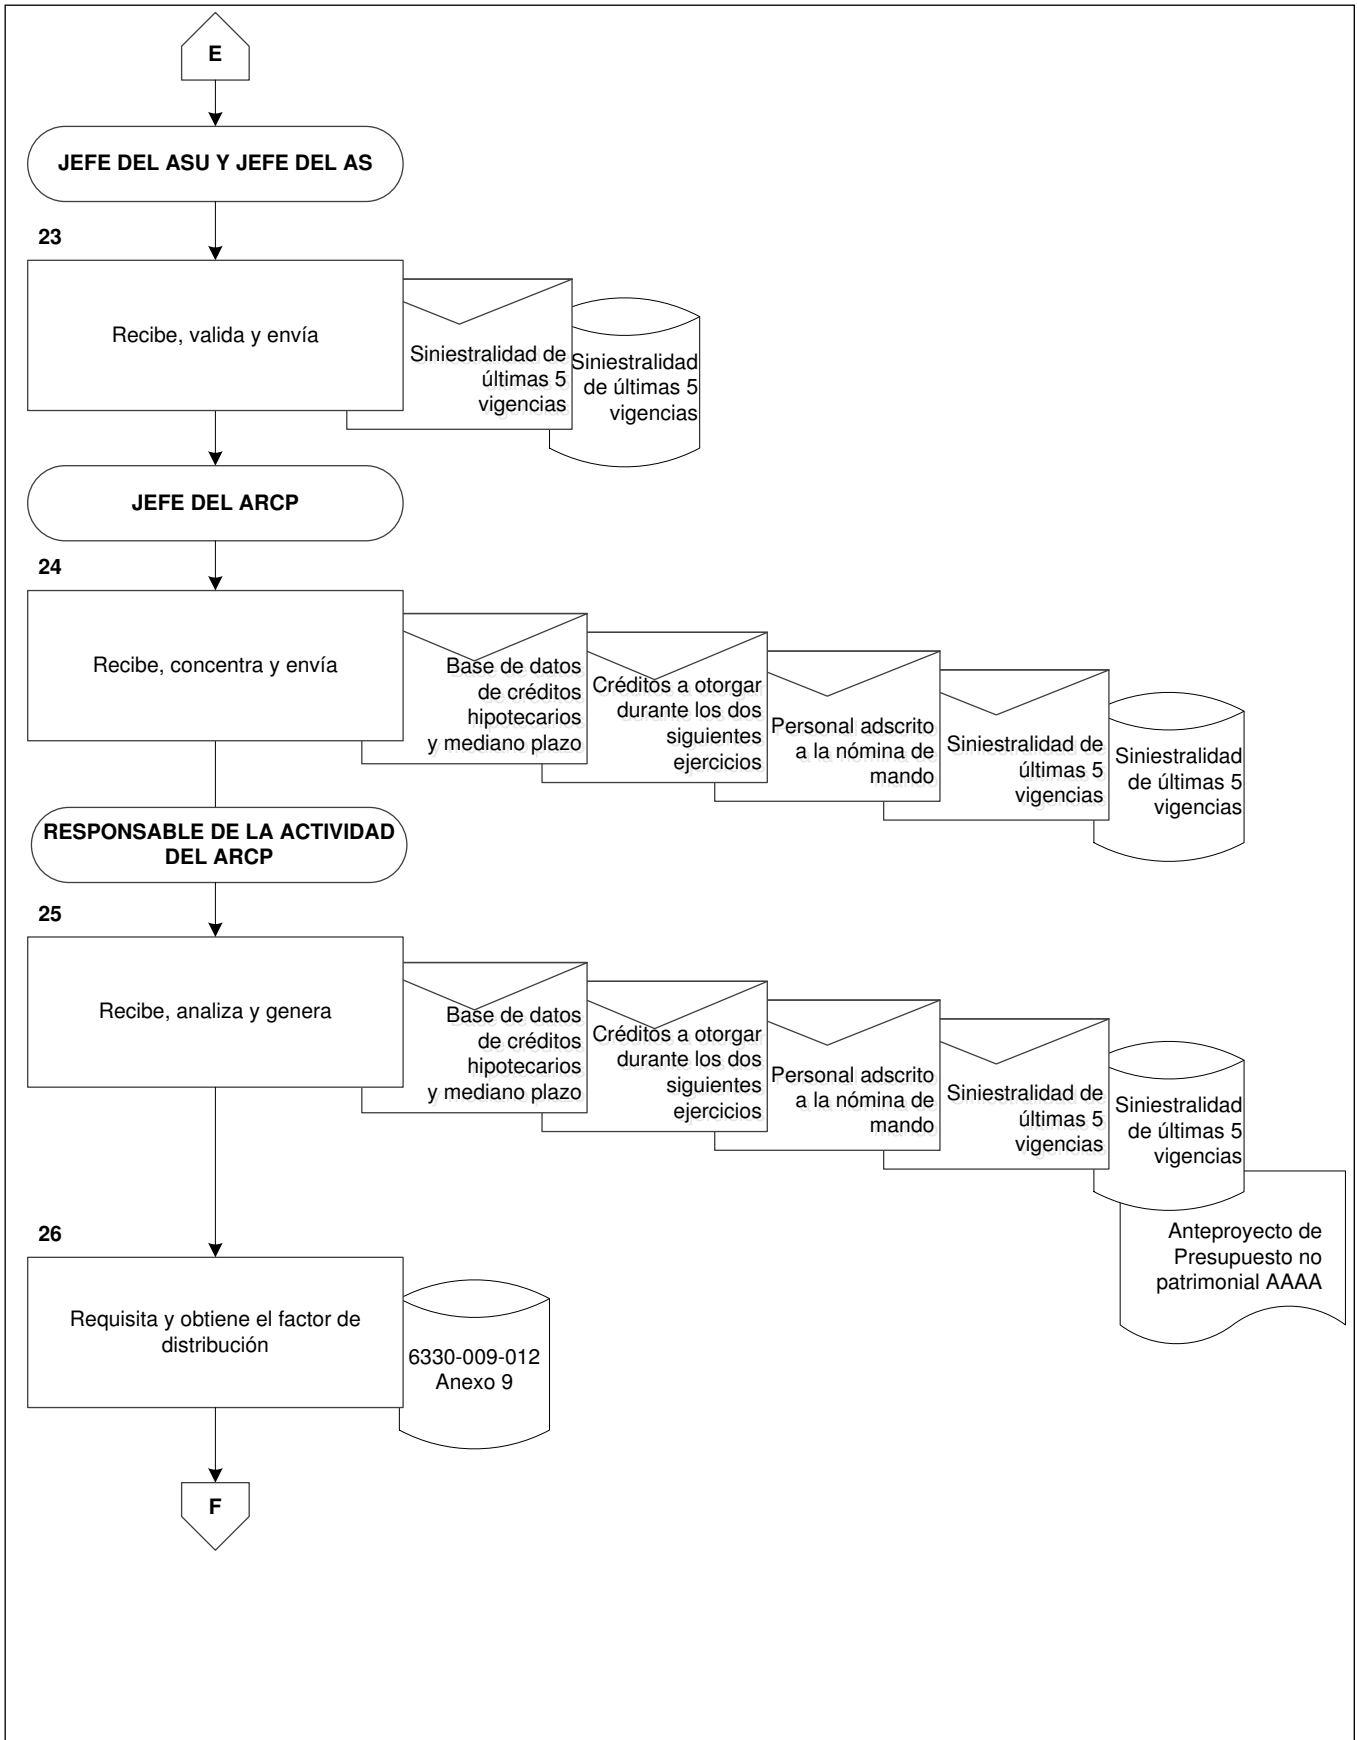 E
JEFE DEL ASU Y JEFE DEL AS
23
Recibe, valida y envía
Siniestralidad de
últimas 5
vigencias
Siniestralidad
de últimas 5
vigencias
JEFE DEL ARCP
24
Recibe, concentra y envía
Base de datos
de créditos
hipotecarios
y mediano plazo
Créditos a otorgar
durante los dos
siguientes
ejercicios
Personal adscrito
a la nómina de
mando
Siniestralidad de
últimas 5
vigencias
Siniestralidad
de últimas 5
vigencias
RESPONSABLE DE LA ACTIVIDAD
DEL ARCP
25
Recibe, analiza y genera
Base de datos
de créditos
hipotecarios
y mediano plazo
Créditos a otorgar
durante los dos
siguientes
ejercicios
Personal adscrito
a la nómina de
mando
Siniestralidad de
últimas 5
vigencias
Siniestralidad
de últimas 5
vigencias
Anteproyecto de
Presupuesto no
patrimonial AAAA
26
Requisita y obtiene el factor de
distribución
6330-009-012
Anexo 9
F